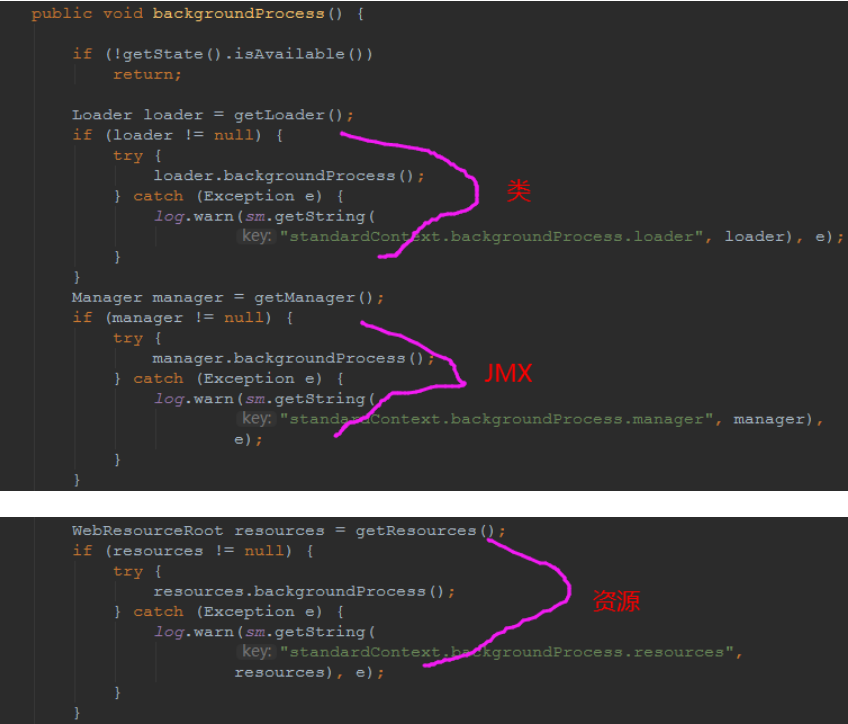 public void backgroundProcess() {
if (!getState().isAvailable())
return;
Loader loader = getLoader();
if (loader != null) {
try {
loader.backgroundProcess();
} catch (Exception e) {
类
log.warn(sm.getString(
key: "standardContext.backgroundProcess.loader", loader), e);
}
}
Manager manager = getManager();
if (manager != null) {
try {
manager.backgroundProcess();
JMX
} catch (Exception e) {
log.warn(sm.getString(
key: "standardContext.backgroundProcess.manager", manager),
e);
}
}
WebResourceRoot resources = getResources();
if (resources != null) {
try {
resources.backgroundProcess();
资源
} catch (Exception e) {
log.warn(sm.getString(
key: "standardContext.backgroundProcess.resources",
resources), e);
}
}